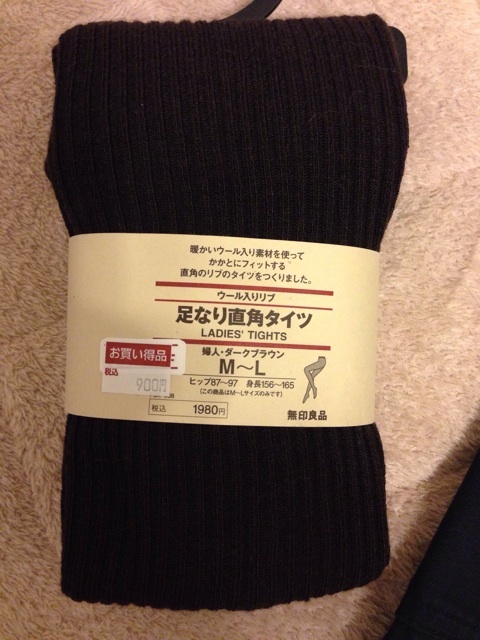 暖かいウール入り素材を使って
かかとにフィットする
直角のリブのタイツをつくりました。
ウール入りリブ
足なり直角タイツ
LADIES' TIGHTS
婦人・ダークブラウン
M〜L
ヒップ87〜97 身長156〜165
(この商品はM〜Lサイズのみです)
税込 1980円
お買い得品
税込
900円
無印良品